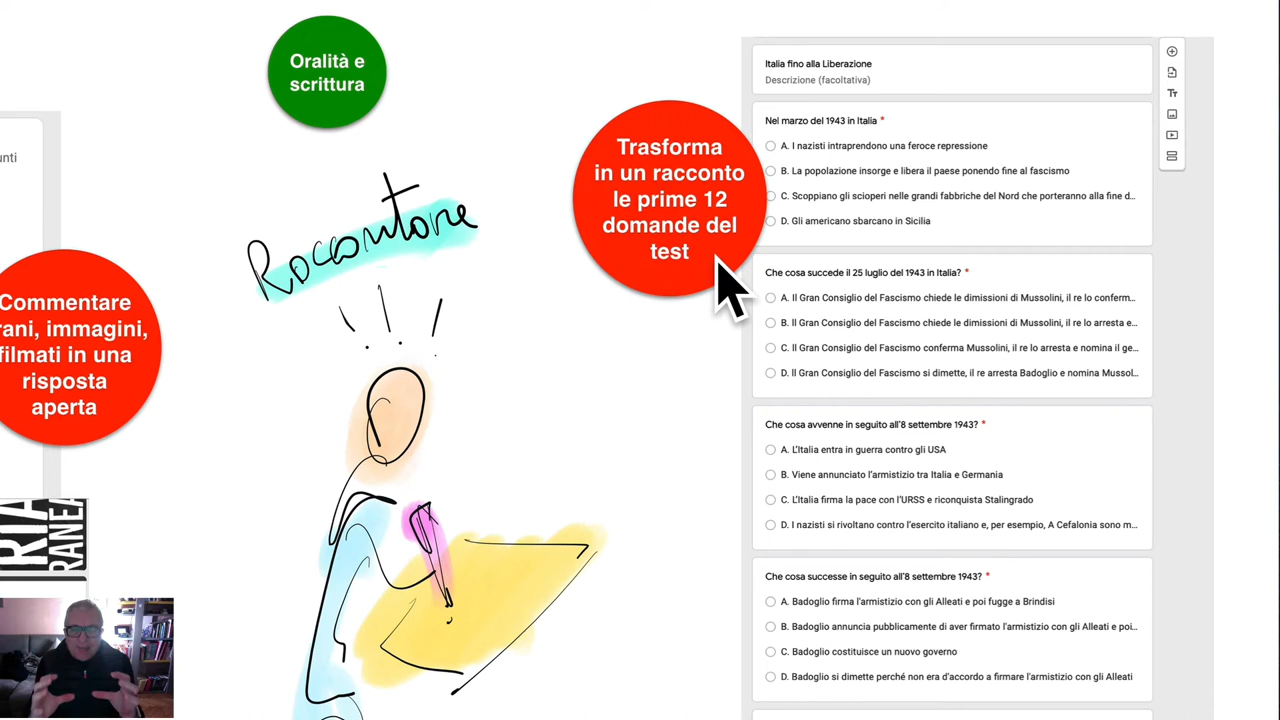 Oralità e
scrittura
unti
Commentare
rani, immagini,
filmati in una
risposta
aperta
RIA
RANEA
Raccontare
Trasforma
in un racconto
le prime 12
domande del
test
Italia fino alla Liberazione
Descrizione (facoltativa)
Nel marzo del 1943 in Italia *
A. I nazisti intraprendono una feroce repressione
B. La popolazione insorge e libera il paese ponendo fine al fascismo
C. Scoppiano gli scioperi nelle grandi fabbriche del Nord che porteranno alla fine d...
D. Gli americano sbarcano in Sicilia
Che cosa succede il 25 luglio del 1943 in Italia? *
A. Il Gran Consiglio del Fascismo chiede le dimissioni di Mussolini, il re lo conferm...
B. Il Gran Consiglio del Fascismo chiede le dimissioni di Mussolini, il re lo arresta e...
C. Il Gran Consiglio del Fascismo conferma Mussolini, il re lo arresta e nomina il ge...
D. Il Gran Consiglio del Fascismo si dimette, il re arresta Badoglio e nomina Mussol...
Che cosa avvenne in seguito all'8 settembre 1943? *
A. L'Italia entra in guerra contro gli USA
B. Viene annunciato l'armistizio tra Italia e Germania
C. L'Italia firma la pace con l'URSS e riconquista Stalingrado
D. I nazisti si rivoltano contro l'esercito italiano e, per esempio, A Cefalonia sono m...
Che cosa successe in seguito all'8 settembre 1943? *
A. Badoglio firma l'armistizio con gli Alleati e poi fugge a Brindisi
B. Badoglio annuncia pubblicamente di aver firmato l'armistizio con gli Alleati e poi...
C. Badoglio costituisce un nuovo governo
D. Badoglio si dimette perché non era d'accordo a firmare l'armistizio con gli Alleati